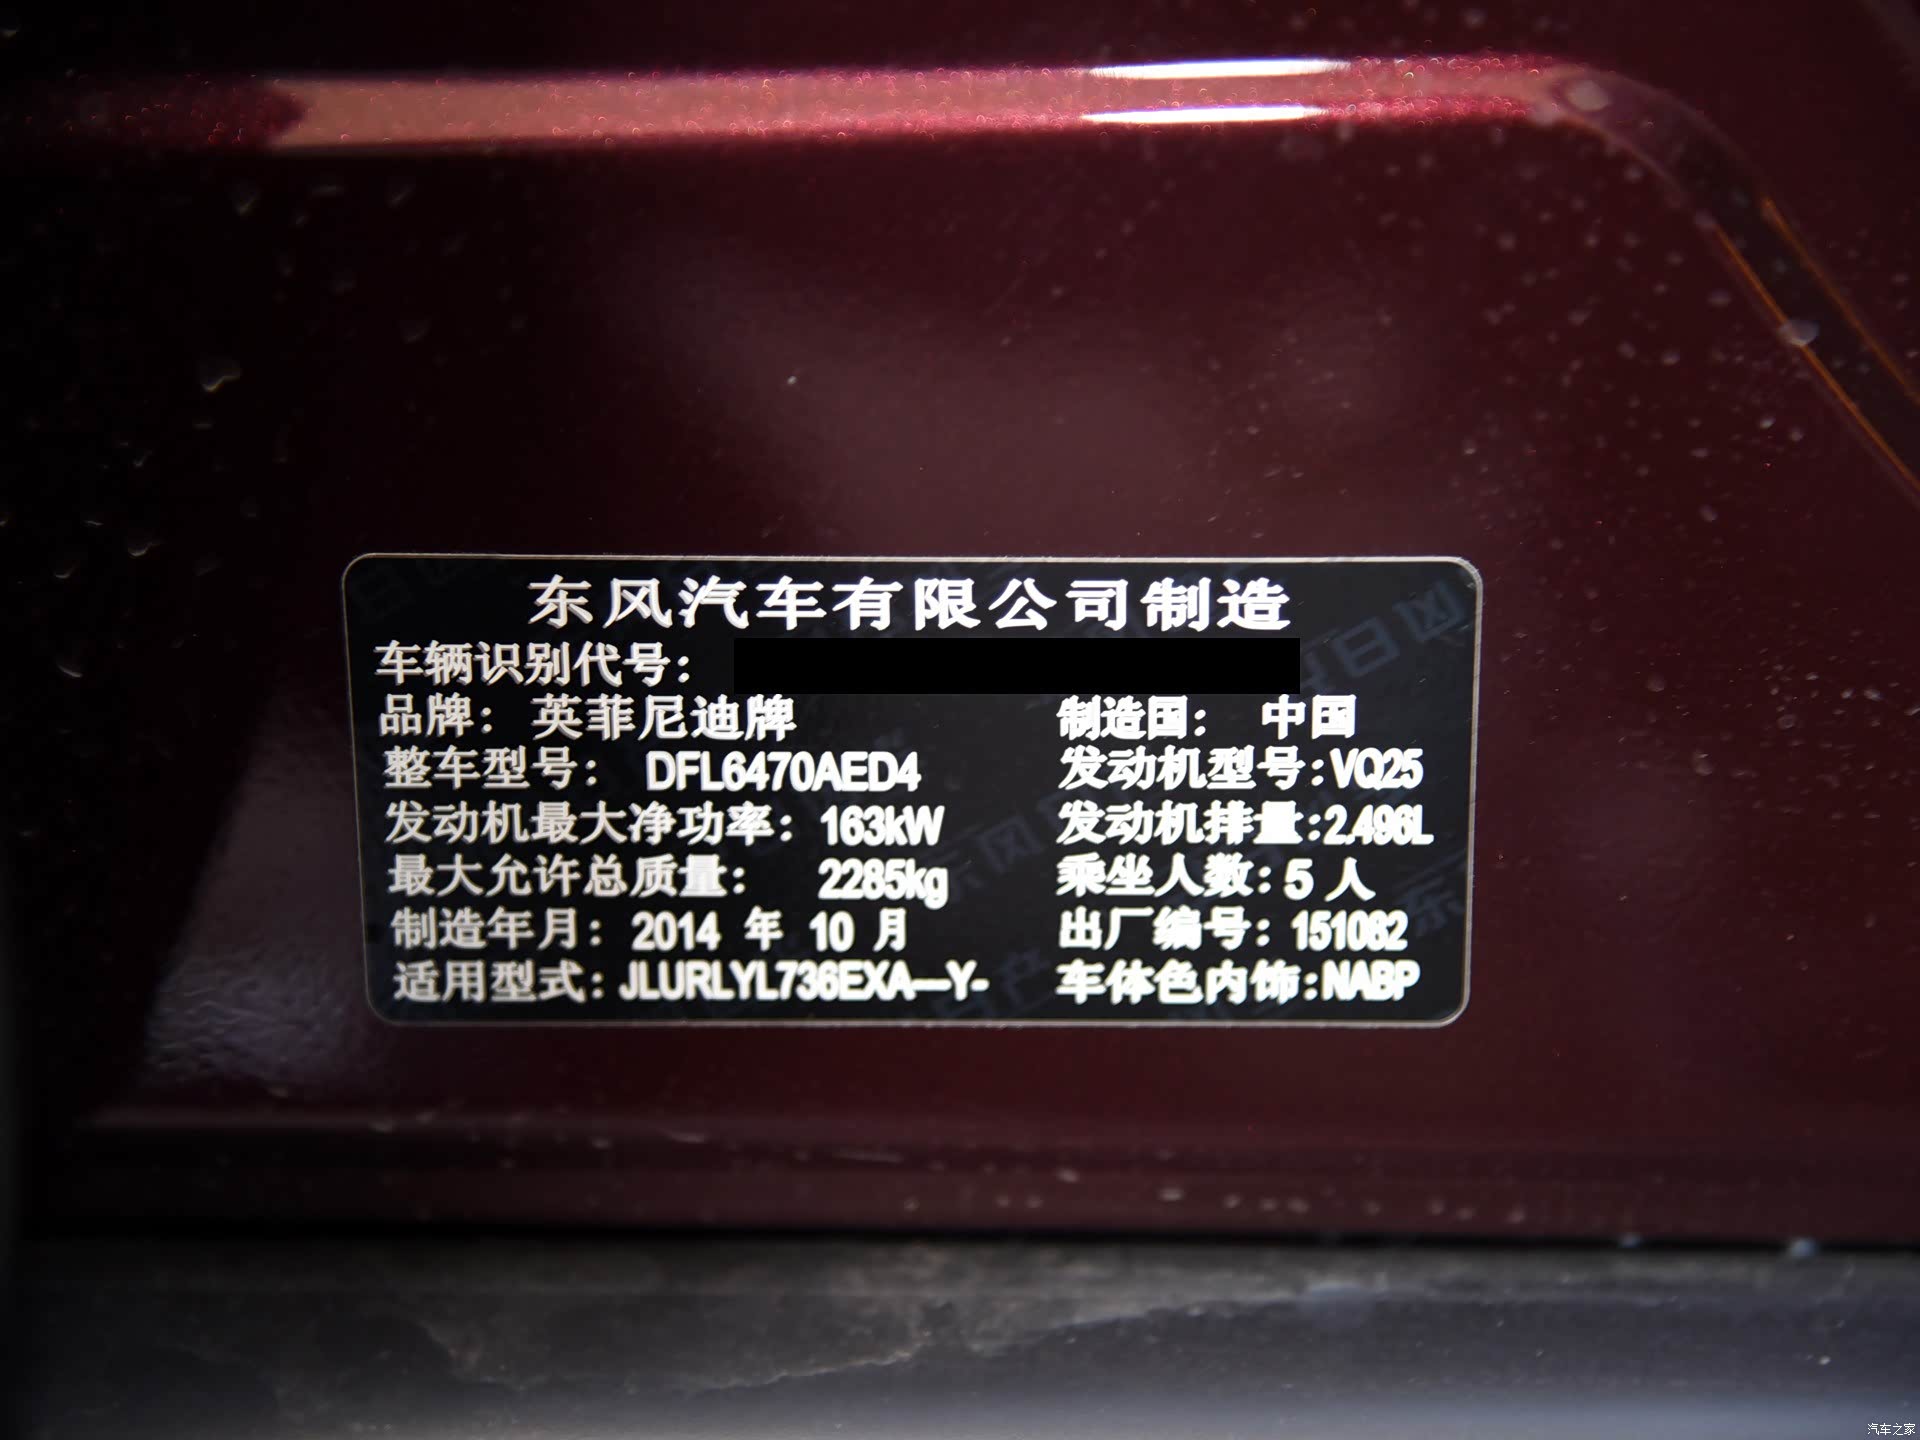 东风汽车有限公司制造
车辆识别代号：
品牌： 英菲尼迪牌 制造国： 中国
整车型号： DFL6470AED4 发动机型号：VQ25
发动机最大净功率：163kW 发动机排量：2.496L
最大允许总质量： 2285kg 乘坐人数：5 人
制造年月：2014 年 10 月 出厂编号：151082
适用型式：JLURLYL736EXA—Y- 车体色内饰：NABP
汽车之家